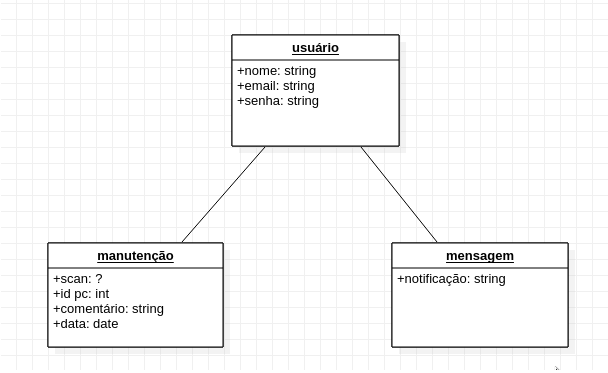 usuário
+nome: string
+email: string
+senha: string
manutenção
+scan: ?
+id pc: int
+comentário: string
+data: date
mensagem
+notificação: string